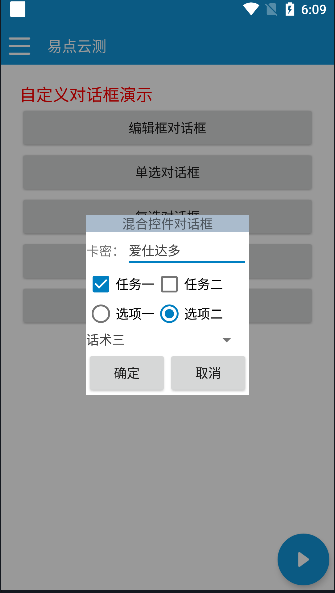 6:09
易点云测
自定义对话框演示
编辑框对话框
单选对话框
混合控件对话框
卡密：
爱仕达多
任务一 任务二
选项一 选项二
话术三
确定 取消